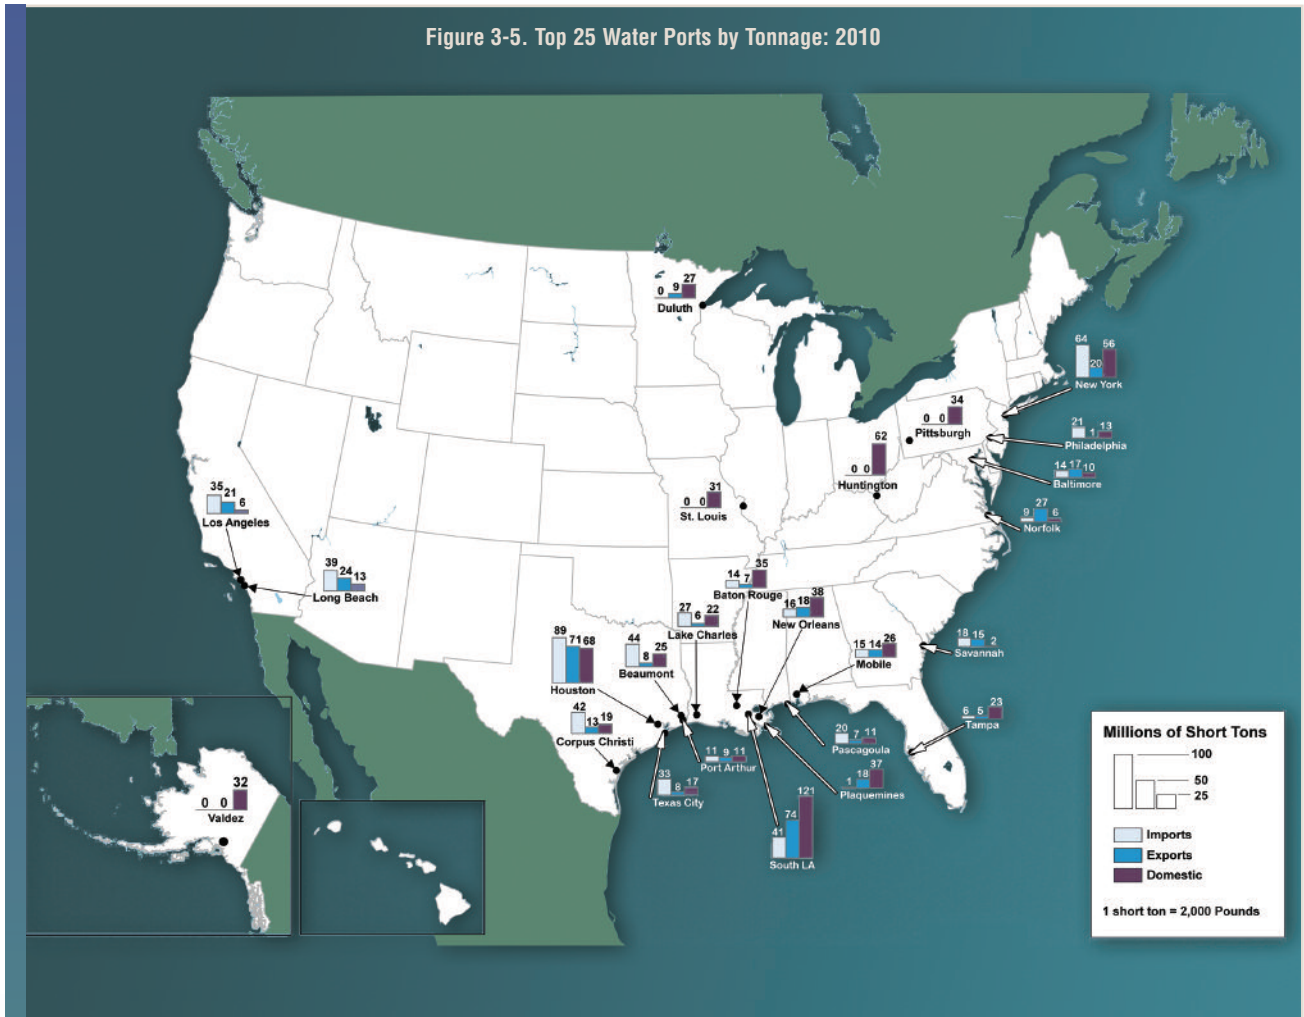 Figure 3-5. Top 25 Water Ports by Tonnage: 2010
0 9 27
Duluth
64 20 56
New York
0 0 34
Pittsburgh
21 1 13
Philadelphia
0 0 62
Huntington
14 17 10
Baltimore
0 0 31
St. Louis
9 27 6
Norfolk
35 21 6
Los Angeles
39 24 13
Long Beach
14 7 35
Baton Rouge
16 18 38
New Orleans
27 6 22
Lake Charles
89 71 68
Houston
44 8 25
Beaumont
15 14 26
Mobile
18 15 2
Savannah
42 13 19
Corpus Christi
6 5 23
Tampa
20 7 11
Pascagoula
11 9 11
Port Arthur
33 8 17
Texas City
1 18 37
Plaquemines
41 74 121
South LA
0 0 32
Valdez
Millions of Short Tons
100
50
25
Imports
Exports
Domestic
1 short ton = 2,000 Pounds